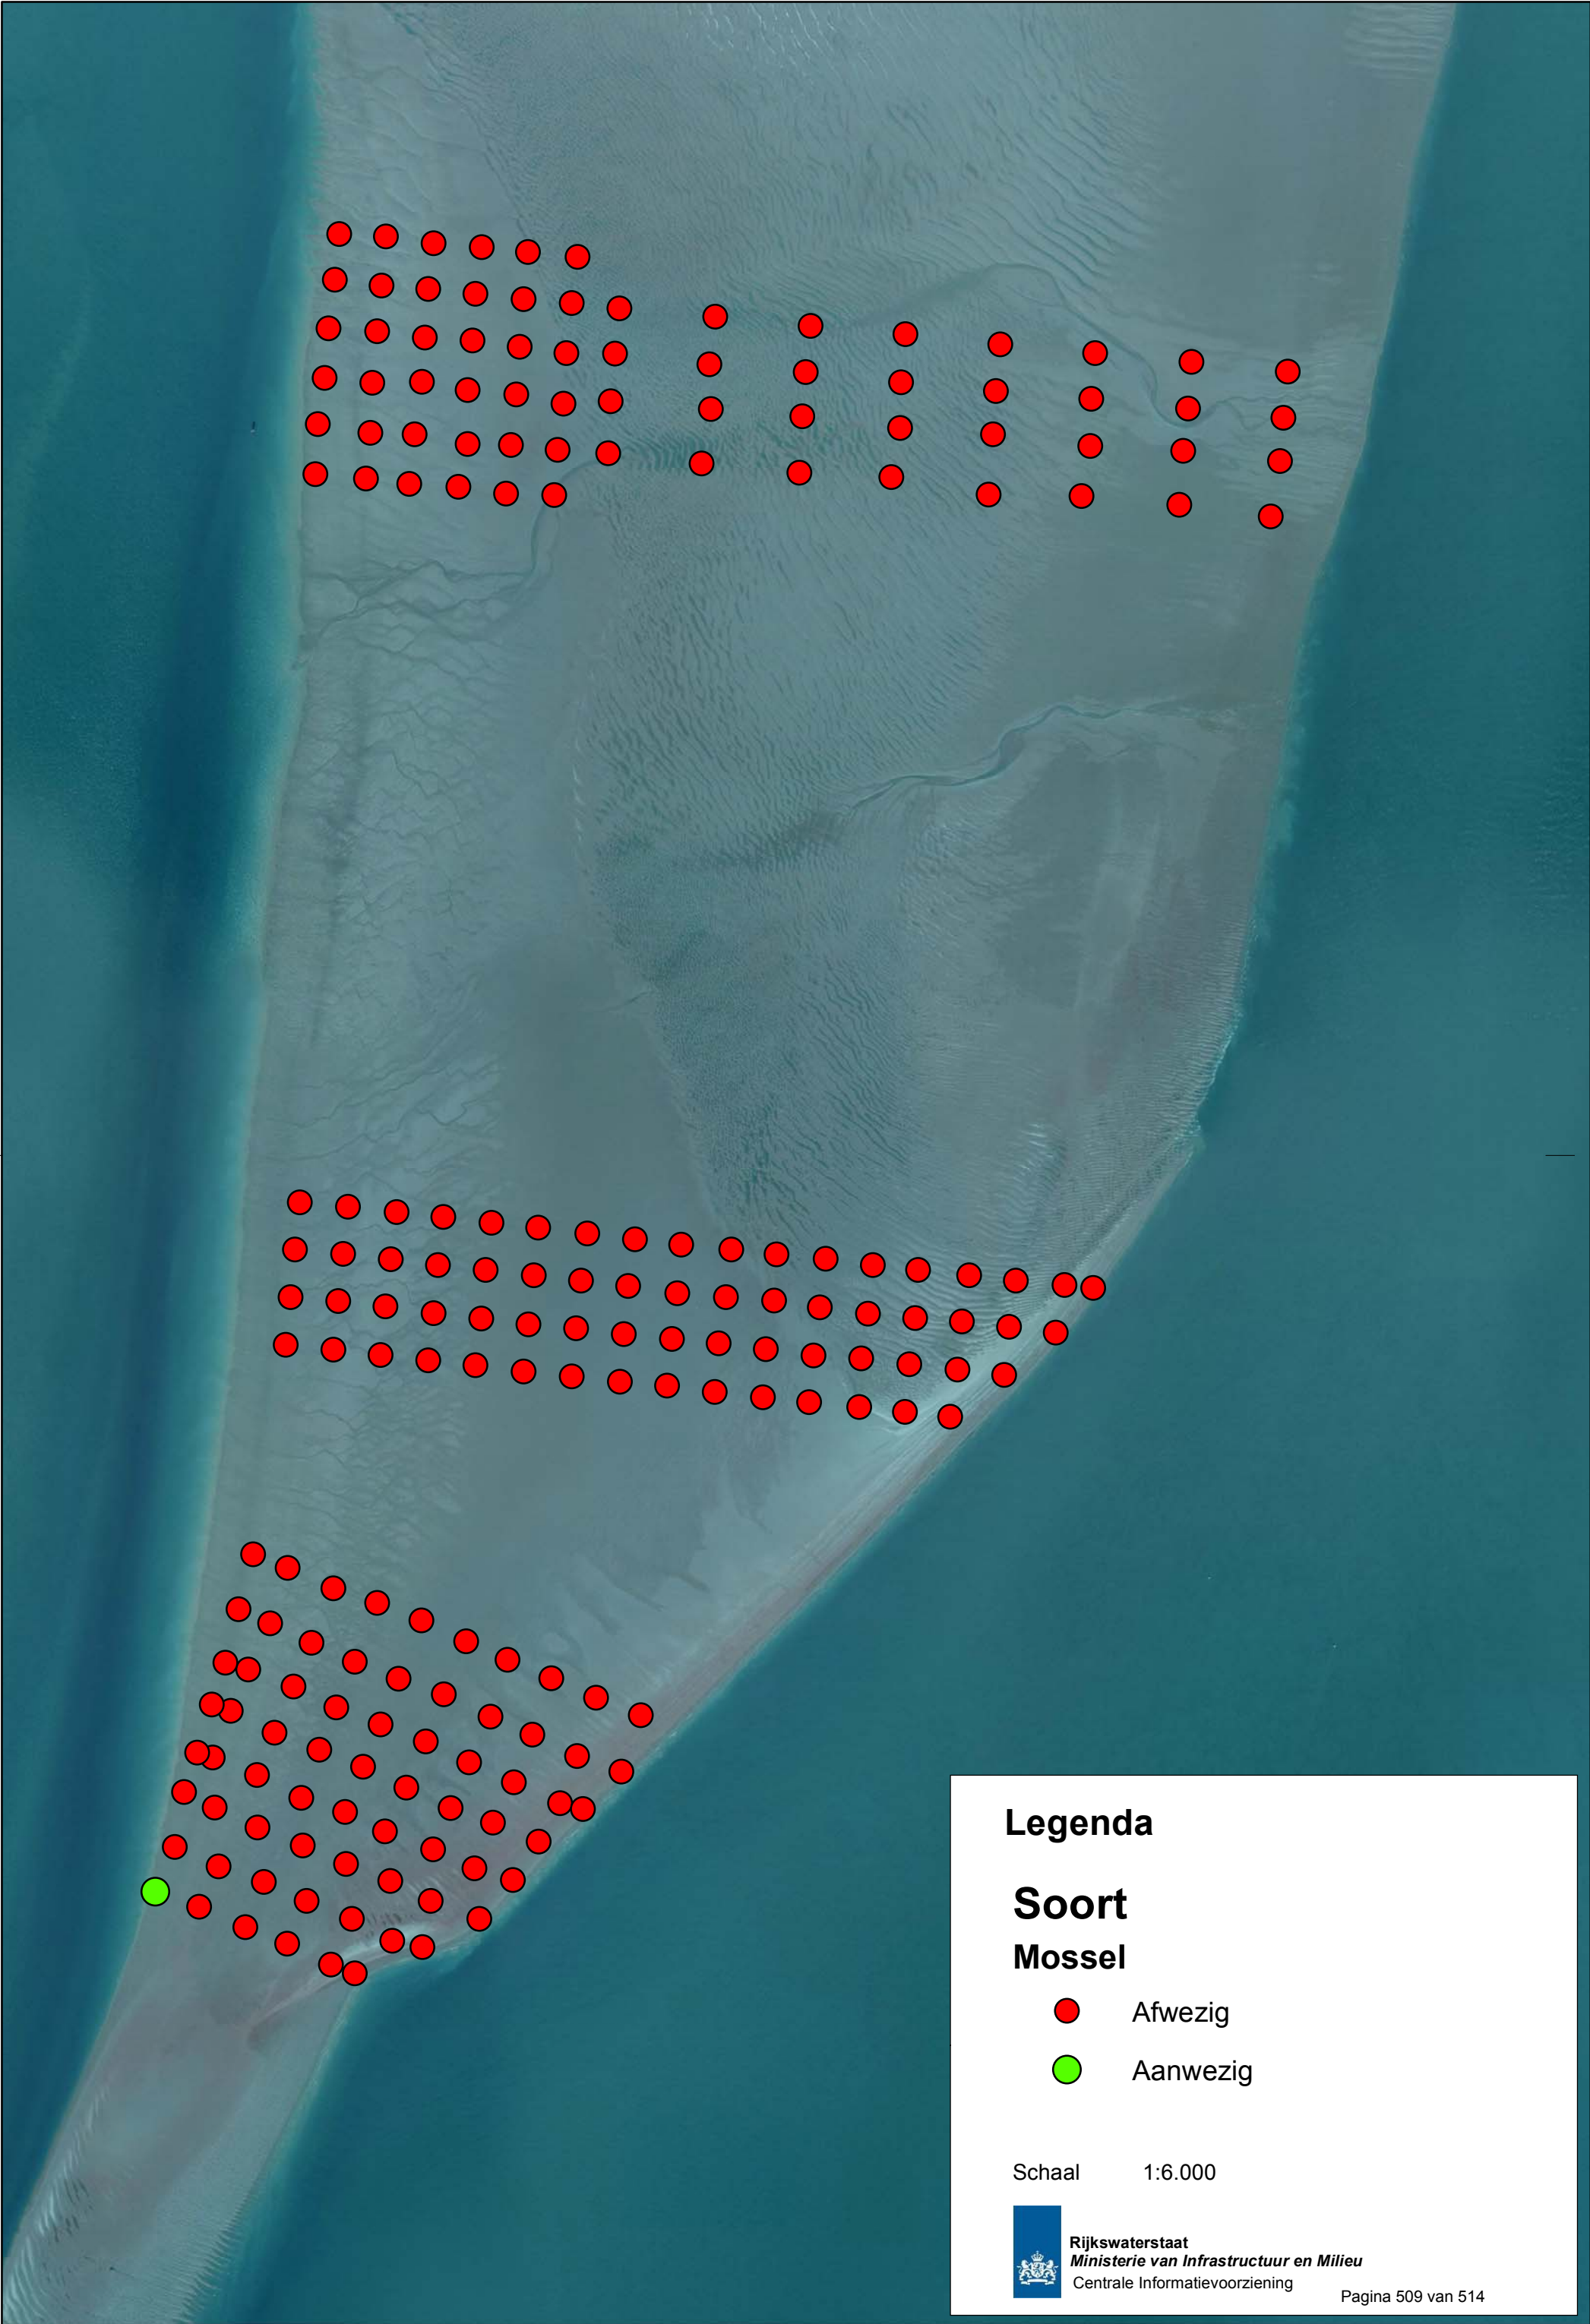 Legenda
Soort
Mossel
Afwezig
Aanwezig
Schaal 1:6.000
Rijkswaterstaat
Ministerie van Infrastructuur en Milieu
Centrale Informatievoorziening
Pagina 509 van 514